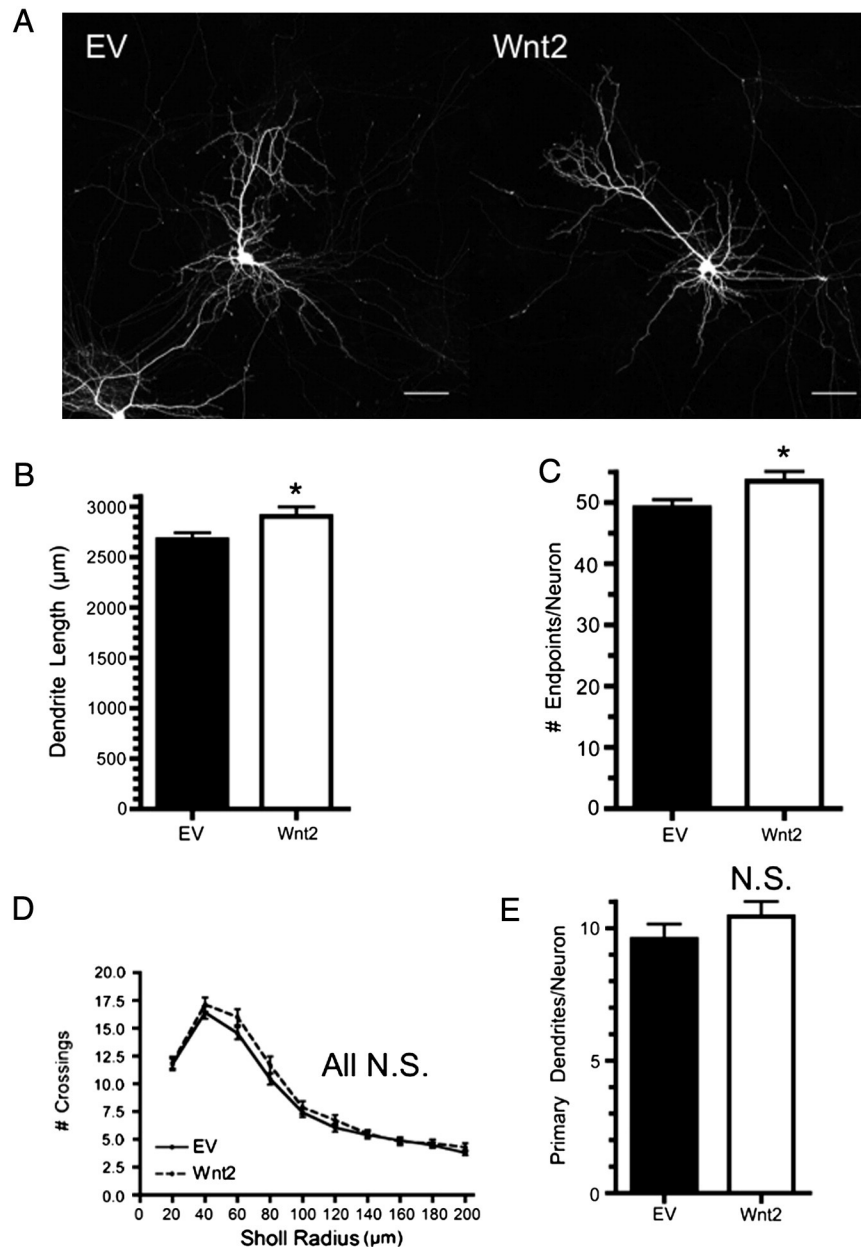 A
EV
Wnt2
B
*
Dendrite Length (µm)
3000
2500
2000
1500
1000
500
0
EV
Wnt2
C
*
# Endpoints/Neuron
50
40
30
20
10
0
EV
Wnt2
D
# Crossings
20.0
17.5
15.0
12.5
10.0
7.5
5.0
2.5
0.0
All N.S.
EV
Wnt2
0 20 40 60 80 100 120 140 160 180 200
Sholl Radius (µm)
E
N.S.
Primary Dendrites/Neuron
10
5
0
EV
Wnt2